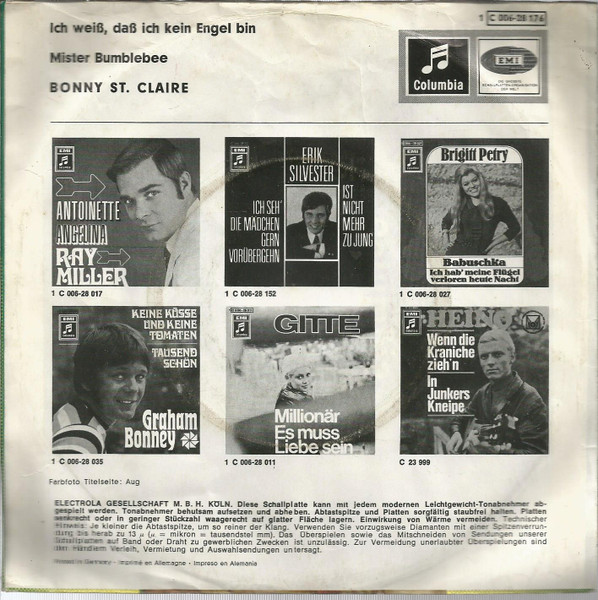 Ich weiß, daß ich kein Engel bin
Mister Bumblebee
BONNY ST. CLAIRE
1 C 006-28 176
Columbia
EMI
EMI
ANTOINETTE
ANGELINA
RAY
MILLER
1 C 006-28 017
ERIK
SILVESTER
ICH SEH'
DIE MÄDCHEN
GERN
VORÜBERGEHN
IST
NICHT
MEHR
ZU JUNG
1 C 006-28 152
Brigitt Petry
Babuschka
Ich hab' meine Flügel
verloren heute Nacht
1 C 006-28 027
KEINE KÜSSE
UND KEINE
TOMATEN
TAUSEND
SCHÖN
Graham
Bonney
1 C 006-28 035
GITTE
Millionär
Es muss
Liebe sein
1 C 006-28 011
HEINO
Wenn die
Kraniche
zieh'n
In
Junkers
Kneipe
C 23 999
Farbfoto Titelseite: Aug
ELECTROLA GESELLSCHAFT M. B. H. KÖLN. Diese Schallplatte kann mit jedem modernen Leichtgewicht-Tonabnehmer ab-
gespielt werden. Tonabnehmer behutsam aufsetzen und abheben. Abtastspitze und Platten sorgfältig staubfrei halten. Platten
senkrecht oder in geringer Stückzahl waagerecht auf glatter Fläche lagern. Einwirkung von Wärme vermeiden. Technischer
Hinweis: Je kleiner die Abtastspitze, um so reiner der Klang. Verwenden Sie vorzugsweise Diamanten mit einer Spitzenverrun-
dung bis herab zu 13 μ (μ = mikron = tausendstel mm). Das Überspielen sowie das Mitschneiden von Sendungen unserer
Schallplatten auf Band oder Draht zu gewerblichen Zwecken ist unzulässig. Zur Vermeidung unerlaubter Überspielungen sind
den Händlern Verleih, Vermietung und Auswahlsendungen untersagt.
Printed in Germany - Imprimé en Allemagne - Impreso en Alemania